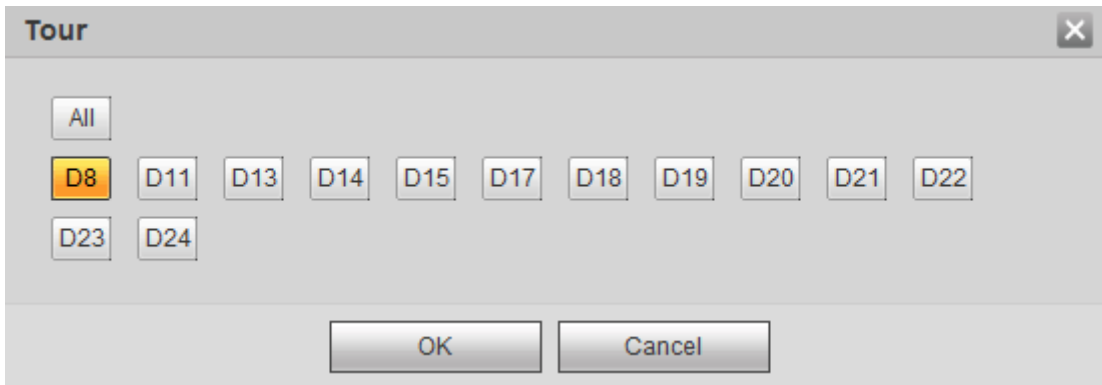 Tour
All
D8 D11 D13 D14 D15 D17 D18 D19 D20 D21 D22
D23 D24
OK Cancel